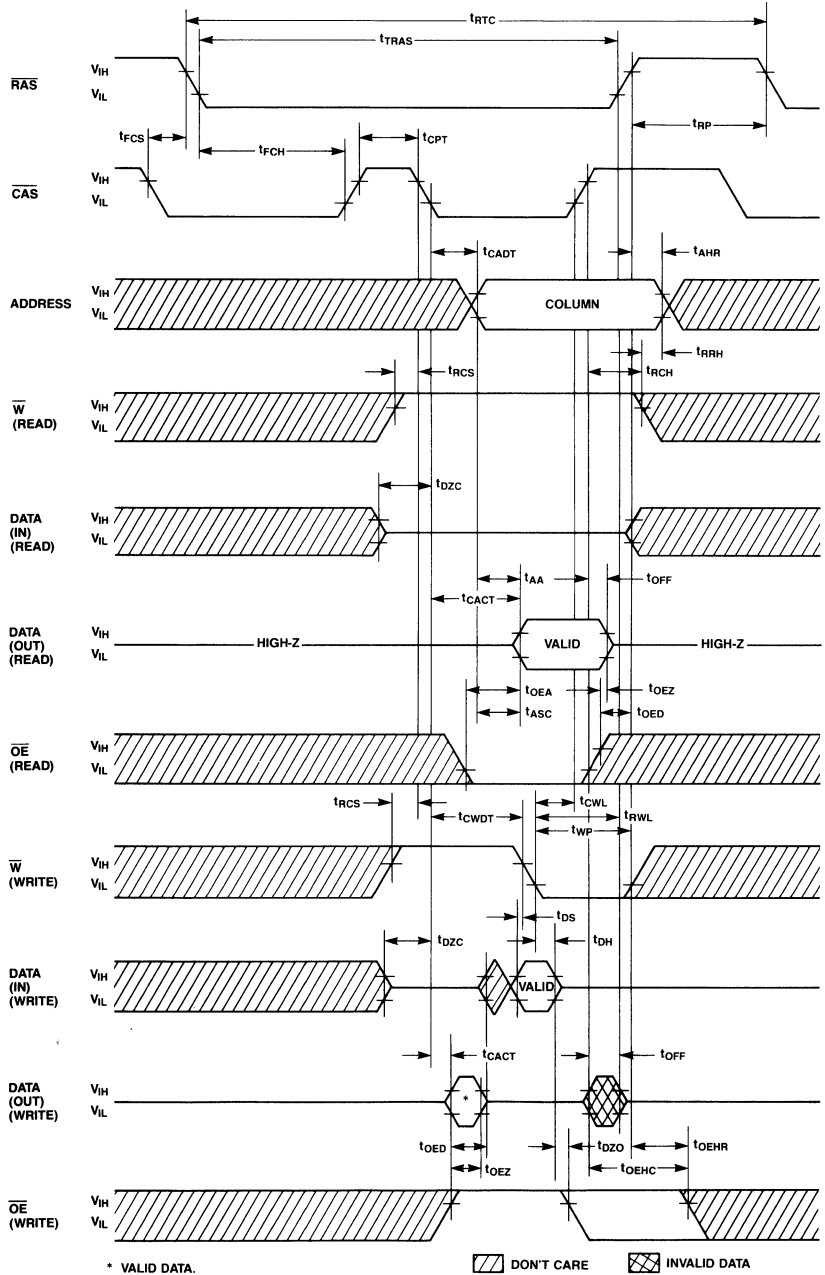 tRTC
tTRAS
RAS
VIH
VIL
tRP
tFCS
tFCH
tCPT
CAS
VIH
VIL
tCADT
tAHR
ADDRESS
VIH
VIL
COLUMN
tRRH
tRCS
tRCH
W
(READ)
VIH
VIL
tDZC
DATA
(IN)
(READ)
VIH
VIL
tAA
tOFF
tCACT
DATA
(OUT)
(READ)
VIH
VIL
HIGH-Z
VALID
HIGH-Z
tOEA
tOEZ
tASC
tOED
OE
(READ)
VIH
VIL
tRCS
tCWL
tCWDT
tRWL
tWP
W
(WRITE)
VIH
VIL
tDS
tDZC
tDH
DATA
(IN)
(WRITE)
VIH
VIL
VALID
tCACT
tOFF
DATA
(OUT)
(WRITE)
VIH
VIL
*
tOED
tDZO
tOEHR
tOEZ
tOEHC
OE
(WRITE)
VIH
VIL
* VALID DATA.
DON'T CARE
INVALID DATA